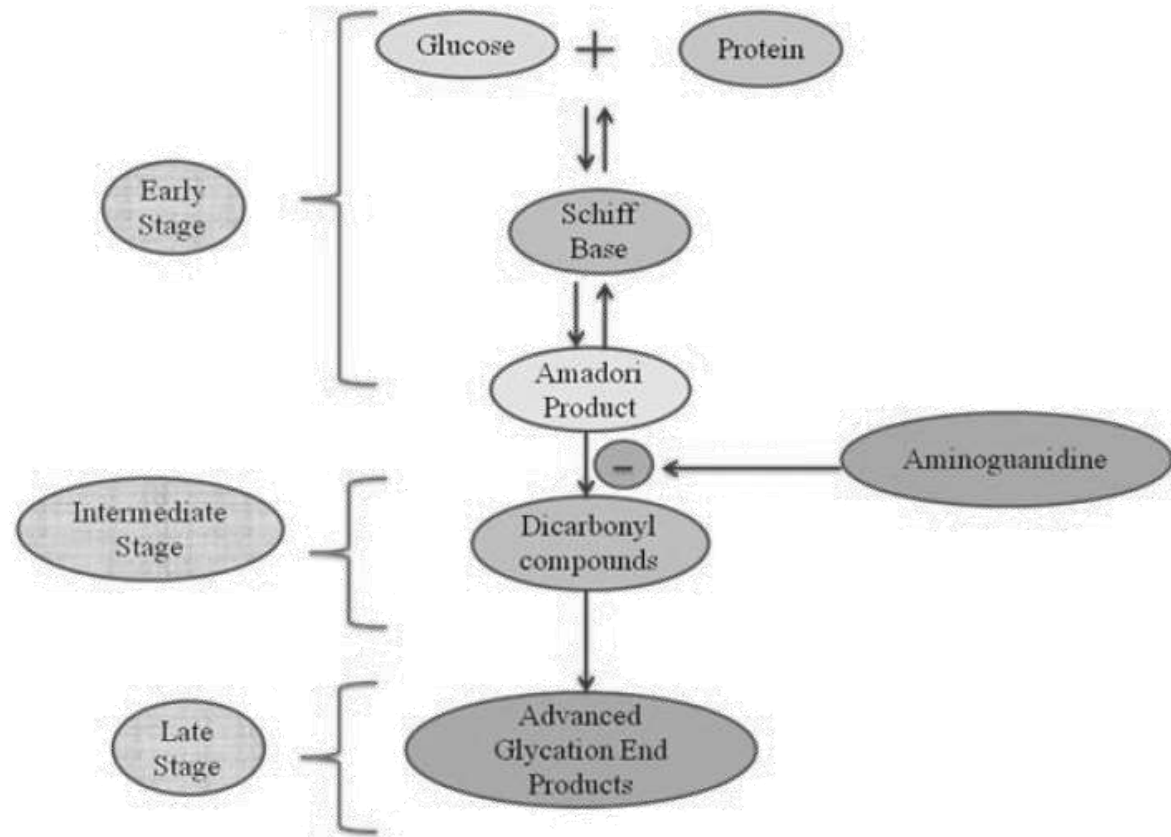 Glucose
+
Protein
Early
Stage
Schiff
Base
Amadori
Product
-
Aminoguanidine
Intermediate
Stage
Dicarbonyl
compounds
Late
Stage
Advanced
Glycation End
Products